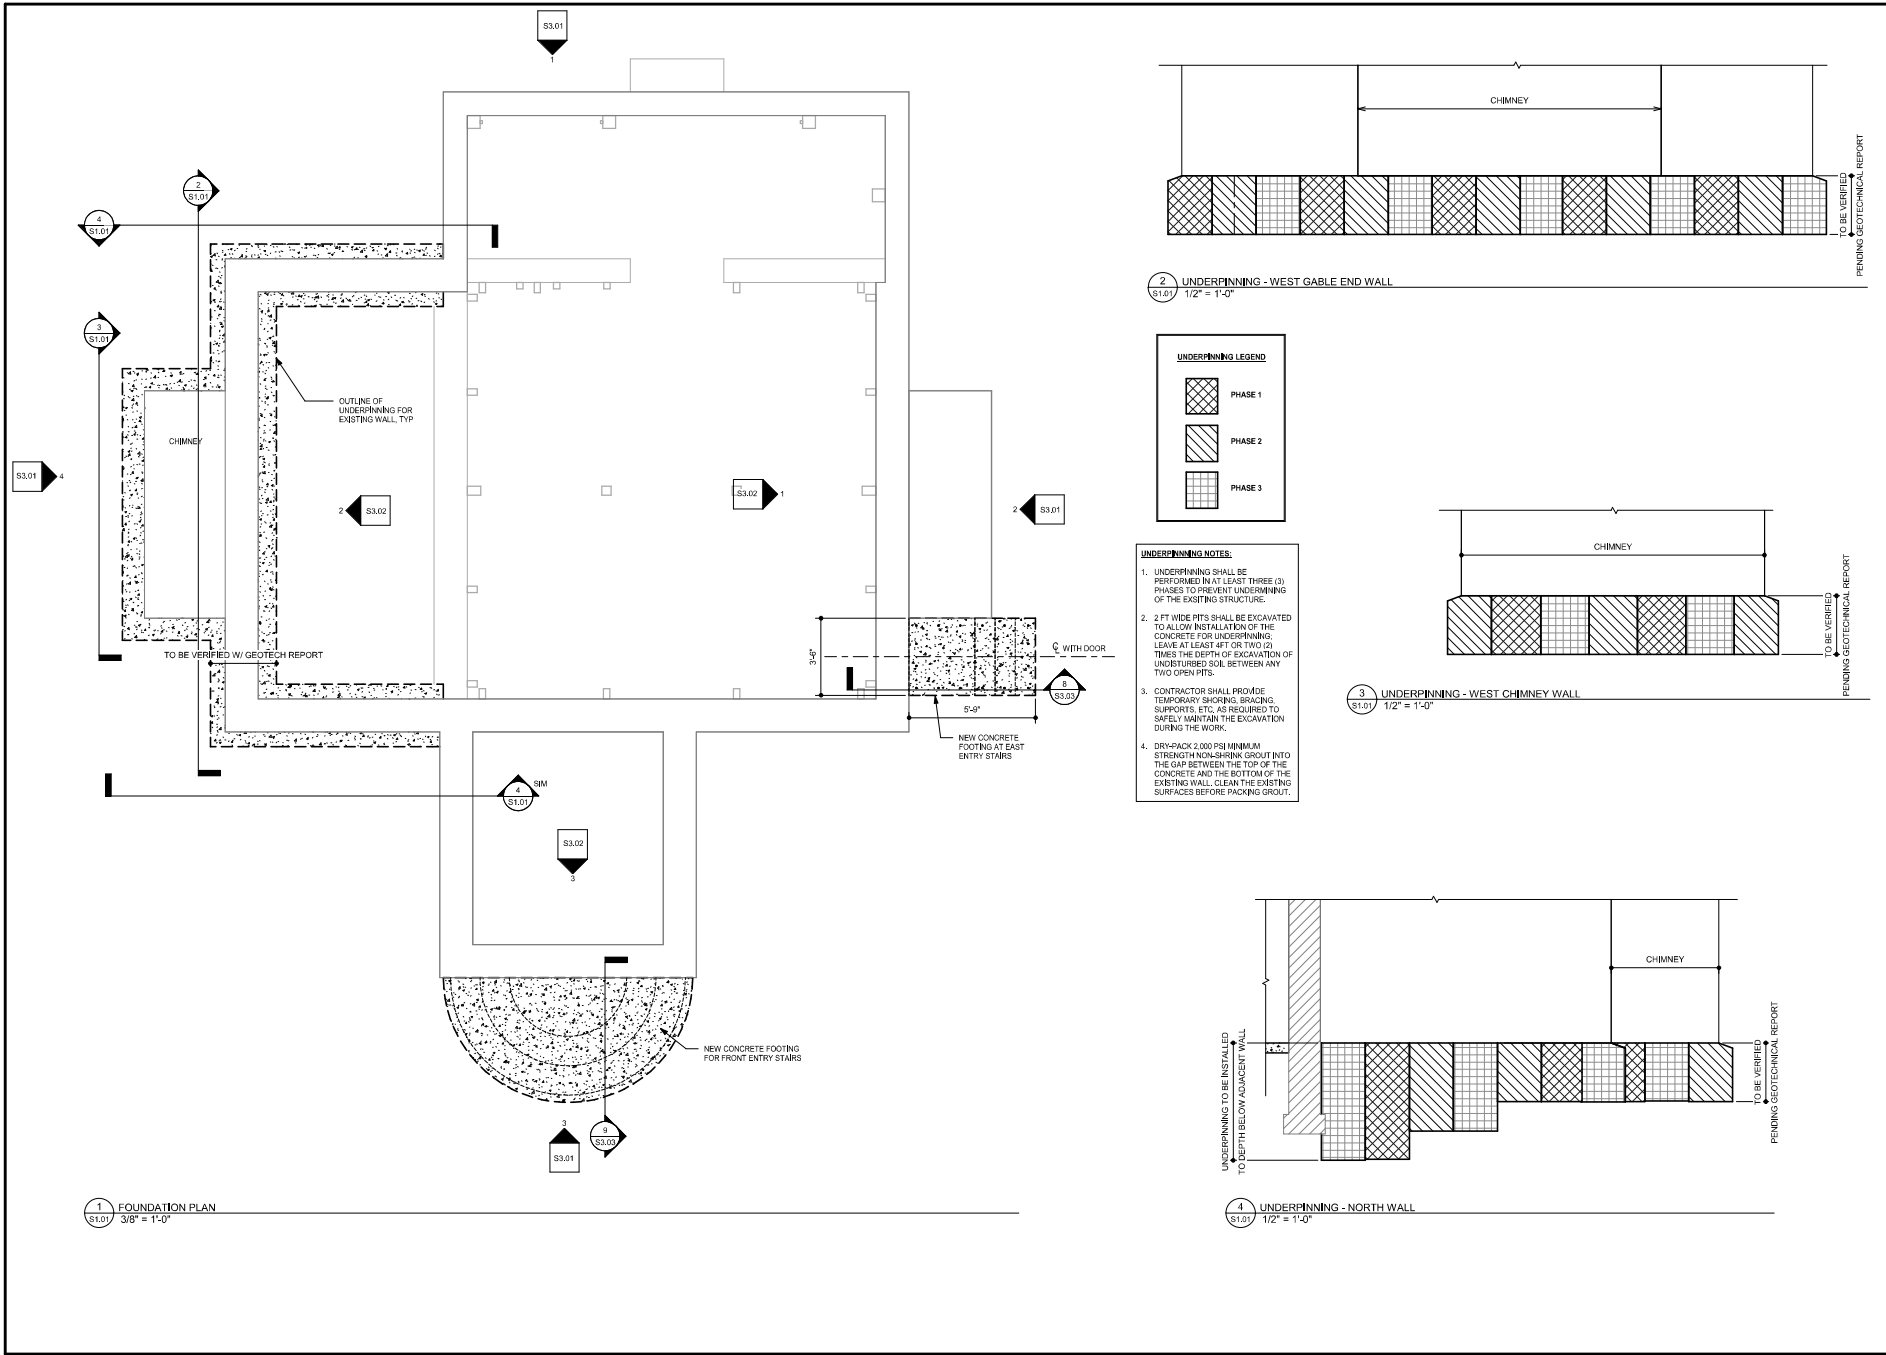 S3.01
1
2
S1.01
4
S1.01
3
S1.01
OUTLINE OF
UNDERPINNING FOR
EXISTING WALL, TYP
CHIMNEY
S3.01
4
2
S3.02
S3.02
1
2
S3.01
TO BE VERIFIED W/ GEOTECH REPORT
3'-6"
℄ WITH DOOR
8
S3.03
5'-9"
NEW CONCRETE
FOOTING AT EAST
ENTRY STAIRS
4
S1.01
SIM
S3.02
3
NEW CONCRETE FOOTING
FOR FRONT ENTRY STAIRS
3
S3.01
9
S3.03
1
S1.01
FOUNDATION PLAN
3/8" = 1'-0"
CHIMNEY
TO BE VERIFIED
PENDING GEOTECHNICAL REPORT
2
S1.01
UNDERPINNING - WEST GABLE END WALL
1/2" = 1'-0"
UNDERPINNING LEGEND
PHASE 1
PHASE 2
PHASE 3
UNDERPINNNING NOTES:
1. UNDERPINNING SHALL BE
PERFORMED IN AT LEAST THREE (3)
PHASES TO PREVENT UNDERMINING
OF THE EXSITING STRUCTURE.
2. 2 FT WIDE PITS SHALL BE EXCAVATED
TO ALLOW INSTALLATION OF THE
CONCRETE FOR UNDERPINNING;
LEAVE AT LEAST 4FT OR TWO (2)
TIMES THE DEPTH OF EXCAVATION OF
UNDISTURBED SOIL BETWEEN ANY
TWO OPEN PITS.
3. CONTRACTOR SHALL PROVIDE
TEMPORARY SHORING, BRACING,
SUPPORTS, ETC. AS REQUIRED TO
SAFELY MAINTAIN THE EXCAVATION
DURING THE WORK.
4. DRY-PACK 2,000 PSI MINIMUM
STRENGTH NON-SHRINK GROUT INTO
THE GAP BETWEEN THE TOP OF THE
CONCRETE AND THE BOTTOM OF THE
EXISTING WALL. CLEAN THE EXISTING
SURFACES BEFORE PACKING GROUT.
CHIMNEY
TO BE VERIFIED
PENDING GEOTECHNICAL REPORT
3
S1.01
UNDERPINNING - WEST CHIMNEY WALL
1/2" = 1'-0"
CHIMNEY
UNDERPINNING TO BE INSTALLED
TO DEPTH BELOW ADJACENT WALL
TO BE VERIFIED
PENDING GEOTECHNICAL REPORT
4
S1.01
UNDERPINNING - NORTH WALL
1/2" = 1'-0"